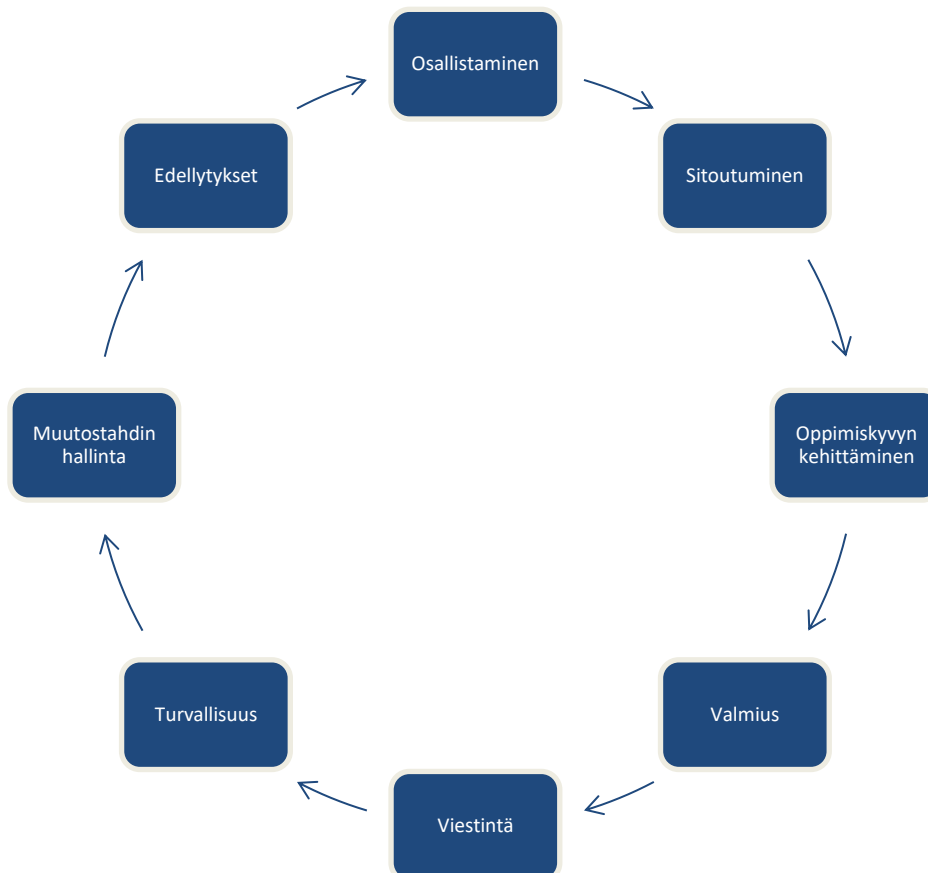 Osallistaminen
Sitoutuminen
Oppimiskyvyn
kehittäminen
Valmius
Viestintä
Turvallisuus
Muutostahdin
hallinta
Edellytykset